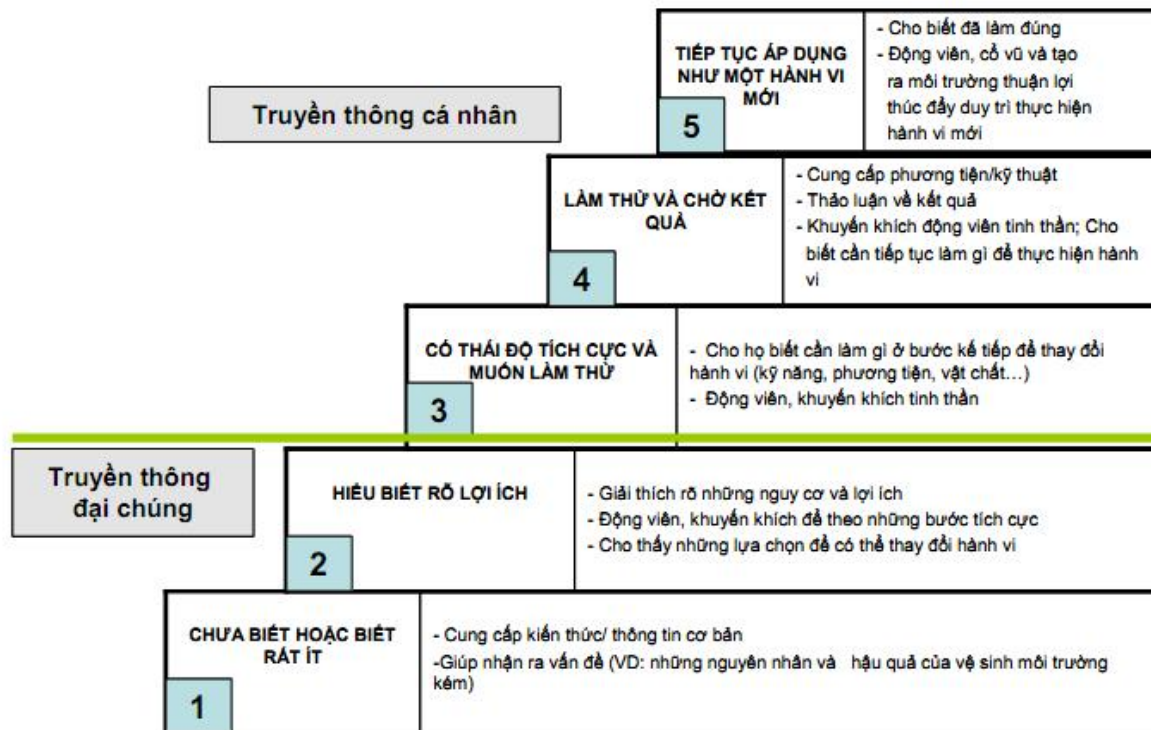 TIẾP TỤC ÁP DỤNG
NHƯ MỘT HÀNH VI
MỚI
5
- Cho biết đã làm đúng
- Động viên, cổ vũ và tạo
ra môi trường thuận lợi
thúc đẩy duy trì thực hiện
hành vi mới
Truyền thông cá nhân
LÀM THỬ VÀ CHỜ KẾT
QUẢ
4
- Cung cấp phương tiện/kỹ thuật
- Thảo luận về kết quả
- Khuyến khích động viên tinh thần; Cho
biết cần tiếp tục làm gì để thực hiện hành
vi
CÓ THÁI ĐỘ TÍCH CỰC VÀ
MUỐN LÀM THỬ
3
- Cho họ biết cần làm gì ở bước kế tiếp để thay đổi
hành vi (kỹ năng, phương tiện, vật chất…)
- Động viên, khuyến khích tinh thần
Truyền thông
đại chúng
HIỂU BIẾT RÕ LỢI ÍCH
2
- Giải thích rõ những nguy cơ và lợi ích
- Động viên, khuyến khích để theo những bước tích cực
- Cho thấy những lựa chọn để có thể thay đổi hành vi
CHƯA BIẾT HOẶC BIẾT
RẤT ÍT
1
- Cung cấp kiến thức/ thông tin cơ bản
-Giúp nhận ra vấn đề (VD: những nguyên nhân và hậu quả của vệ sinh môi trường
kém)